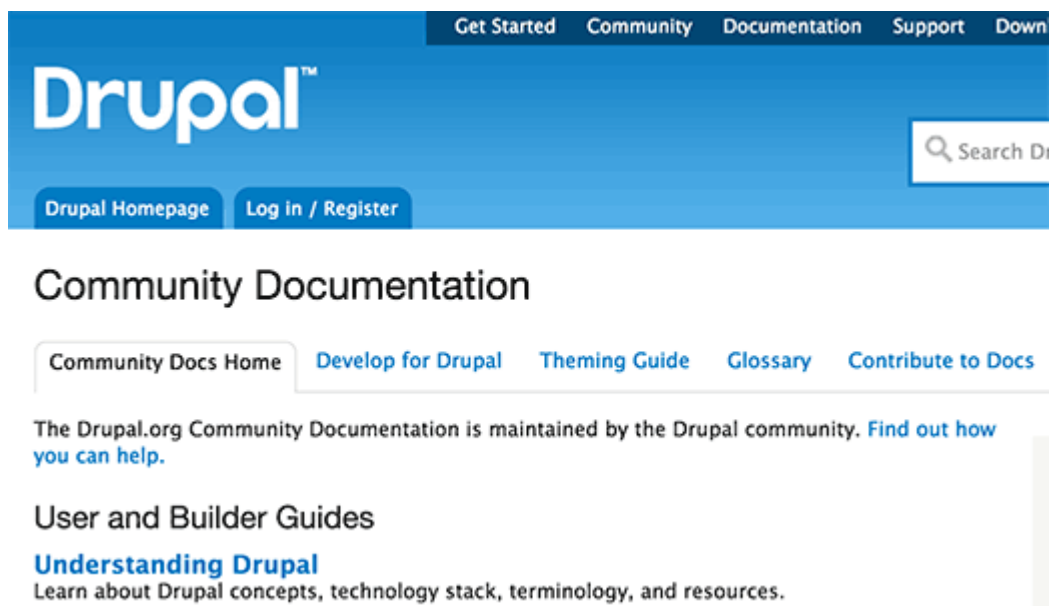 Get Started Community Documentation Support Down
Drupal™
Search Dr
Drupal Homepage Log in / Register
Community Documentation
Community Docs Home Develop for Drupal Theming Guide Glossary Contribute to Docs
The Drupal.org Community Documentation is maintained by the Drupal community. Find out how
you can help.
User and Builder Guides
Understanding Drupal
Learn about Drupal concepts, technology stack, terminology, and resources.